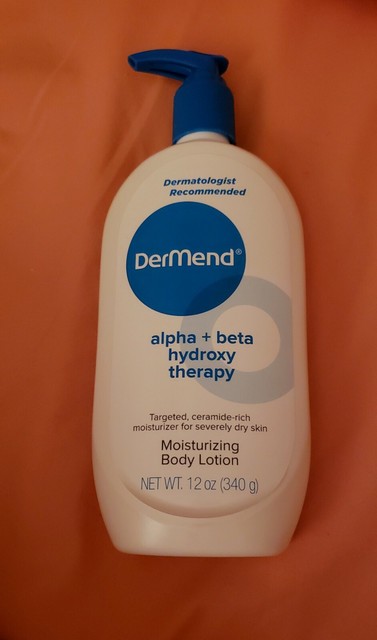 Dermatologist
Recommended
DerMend®
alpha + beta
hydroxy
therapy
Targeted, ceramide-rich
moisturizer for severely dry skin
Moisturizing
Body Lotion
NET WT. 12 oz (340 g)